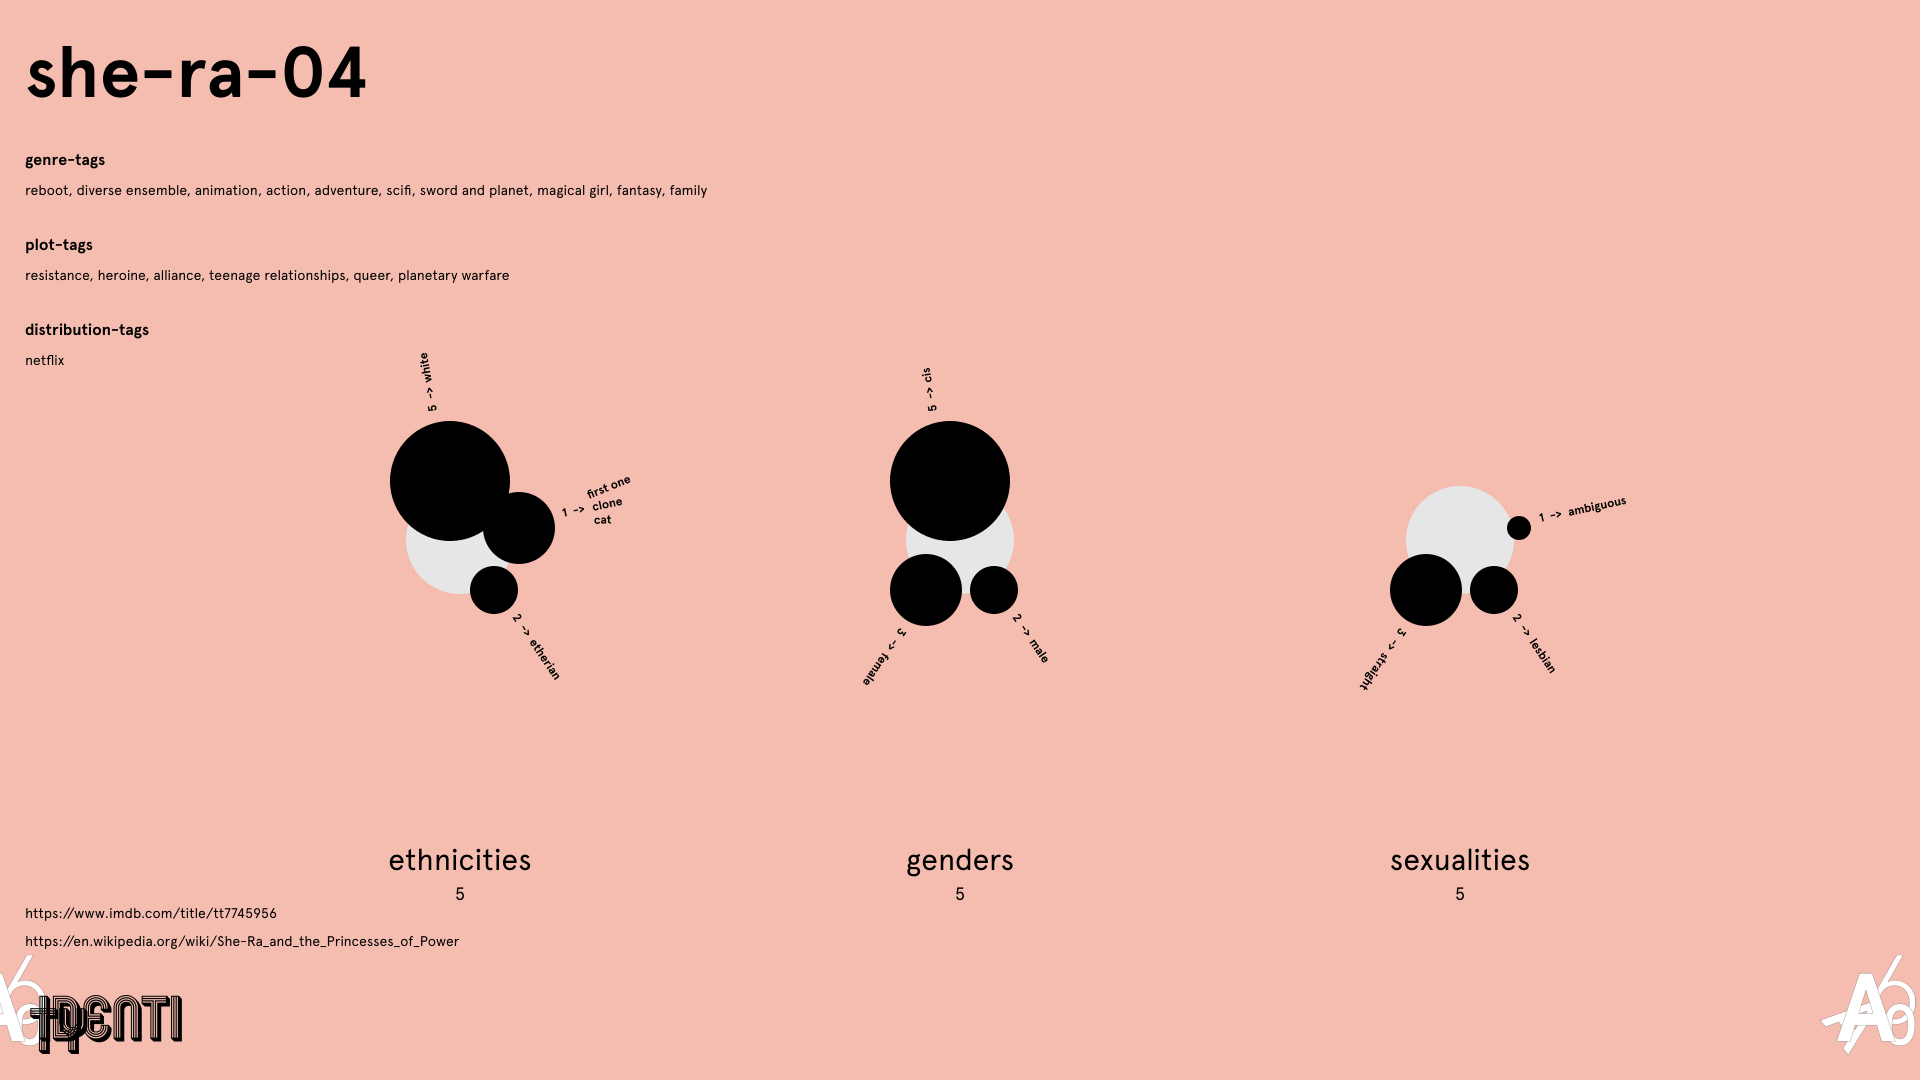 she-ra-04
genre-tags
reboot, diverse ensemble, animation, action, adventure, scifi, sword and planet, magical girl, fantasy, family
plot-tags
resistance, heroine, alliance, teenage relationships, queer, planetary warfare
distribution-tags
netflix
5 -> white
1 -> first one
clone
cat
2 -> etherian
5 -> cis
3 -> female
2 -> male
1 -> ambiguous
3 -> straight
2 -> lesbian
ethnicities
5
genders
5
sexualities
5
https://www.imdb.com/title/tt7745956
https://en.wikipedia.org/wiki/She-Ra_and_the_Princesses_of_Power
IDENTI